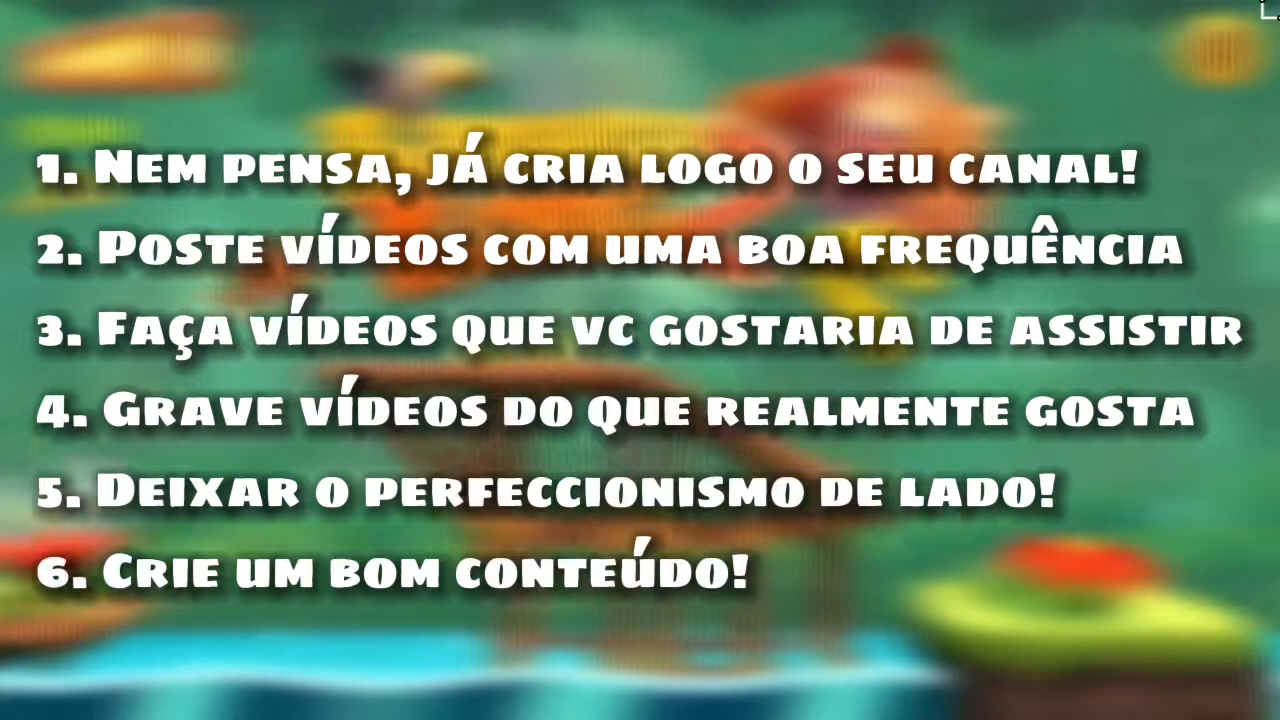 1. Nem pensa, já cria logo o seu canal!
2. Poste vídeos com uma boa frequência
3. Faça vídeos que vc gostaria de assistir
4. Grave vídeos do que realmente gosta
5. Deixar o perfeccionismo de lado!
6. Crie um bom conteúdo!